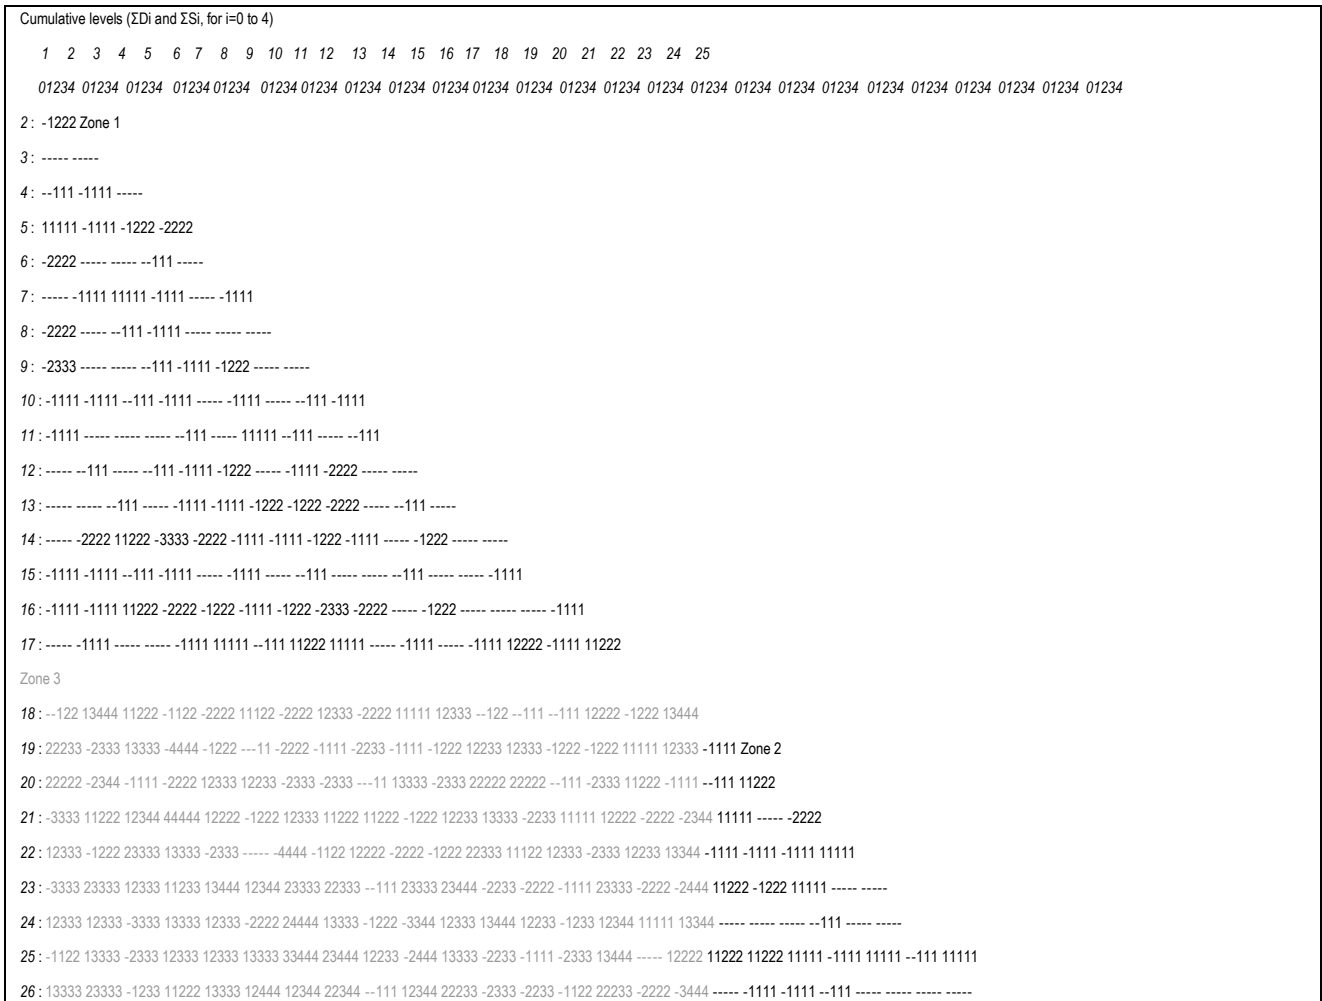 Cumulative levels (ΣDi and ΣSi, for i=0 to 4)
1 2 3 4 5 6 7 8 9 10 11 12 13 14 15 16 17 18 19 20 21 22 23 24 25
01234 01234 01234 01234 01234 01234 01234 01234 01234 01234 01234 01234 01234 01234 01234 01234 01234 01234 01234 01234 01234 01234 01234 01234 01234
2 : -1222 Zone 1
3 : ----- -----
4 : --111 -1111 -----
5 : 11111 -1111 -1222 -2222
6 : -2222 ----- ----- --111 -----
7 : ----- -1111 11111 -1111 ----- -1111
8 : -2222 ----- --111 -1111 ----- ----- -----
9 : -2333 ----- ----- --111 -1111 -1222 ----- -----
10 : -1111 -1111 --111 -1111 ----- -1111 ----- --111 -1111
11 : -1111 ----- ----- ----- --111 ----- 11111 --111 ----- --111
12 : ----- --111 ----- --111 -1111 -1222 ----- -1111 -2222 ----- -----
13 : ----- ----- --111 ----- -1111 -1111 -1222 -1222 -2222 ----- --111 -----
14 : ----- -2222 11222 -3333 -2222 -1111 -1111 -1222 -1111 ----- -1222 ----- -----
15 : -1111 -1111 --111 -1111 ----- -1111 ----- --111 ----- ----- --111 ----- ----- -1111
16 : -1111 -1111 11222 -2222 -1222 -1111 -1222 -2333 -2222 ----- -1222 ----- ----- ----- -1111
17 : ----- -1111 ----- ----- -1111 11111 --111 11222 11111 ----- -1111 ----- -1111 12222 -1111 11222
Zone 3
18 : --122 13444 11222 -1122 -2222 11122 -2222 12333 -2222 11111 12333 --122 --111 --111 12222 -1222 13444
19 : 22233 -2333 13333 -4444 -1222 ---11 -2222 -1111 -2233 -1111 -1222 12233 12333 -1222 -1222 11111 12333 -1111 Zone 2
20 : 22222 -2344 -1111 -2222 12333 12233 -2333 -2333 ---11 13333 -2333 22222 22222 --111 -2333 11222 -1111 --111 11222
21 : -3333 11222 12344 44444 12222 -1222 12333 11222 11222 -1222 12233 13333 -2233 11111 12222 -2222 -2344 11111 ----- -2222
22 : 12333 -1222 23333 13333 -2333 ----- -4444 -1122 12222 -2222 -1222 22333 11122 12333 -2333 12233 13344 -1111 -1111 -1111 11111
23 : -3333 23333 12333 11233 13444 12344 23333 22333 --111 23333 23444 -2233 -2222 -1111 23333 -2222 -2444 11222 -1222 11111 ----- -----
24 : 12333 12333 -3333 13333 12333 -2222 24444 13333 -1222 -3344 12333 13444 12233 -1233 12344 11111 13344 ----- ----- ----- --111 ----- -----
25 : -1122 13333 -2333 12333 12333 13333 33444 23444 12233 -2444 13333 -2233 -1111 -2333 13444 ----- 12222 11222 11222 11111 -1111 11111 --111 11111
26 : 13333 23333 -1233 11222 13333 12444 12344 22344 --111 12344 22233 -2333 -2233 -1122 22233 -2222 -3444 ----- -1111 -1111 --111 ----- ----- ----- -----